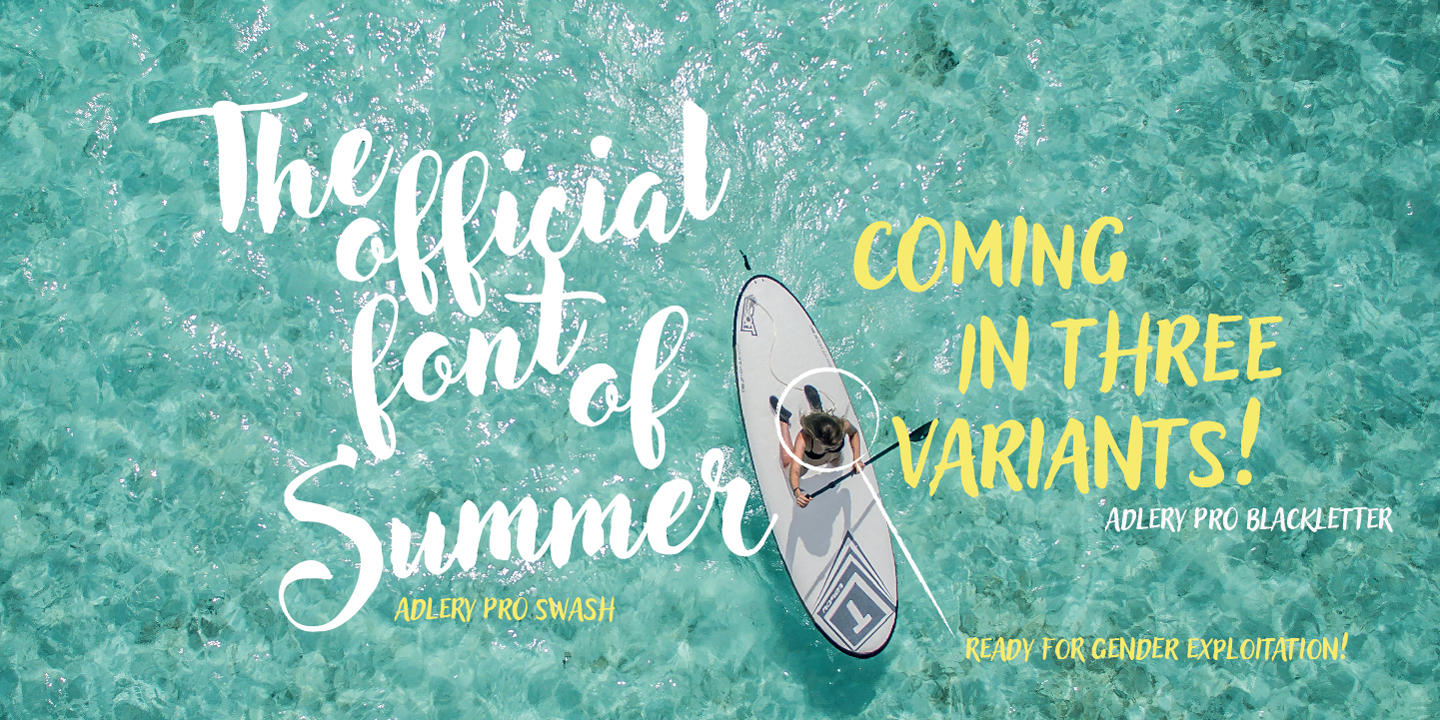 The
official
font of
Summer
ADLERY PRO SWASH
COMING
IN THREE
VARIANTS!
ADLERY PRO BLACKLETTER
READY FOR GENDER EXPLOITATION!
T